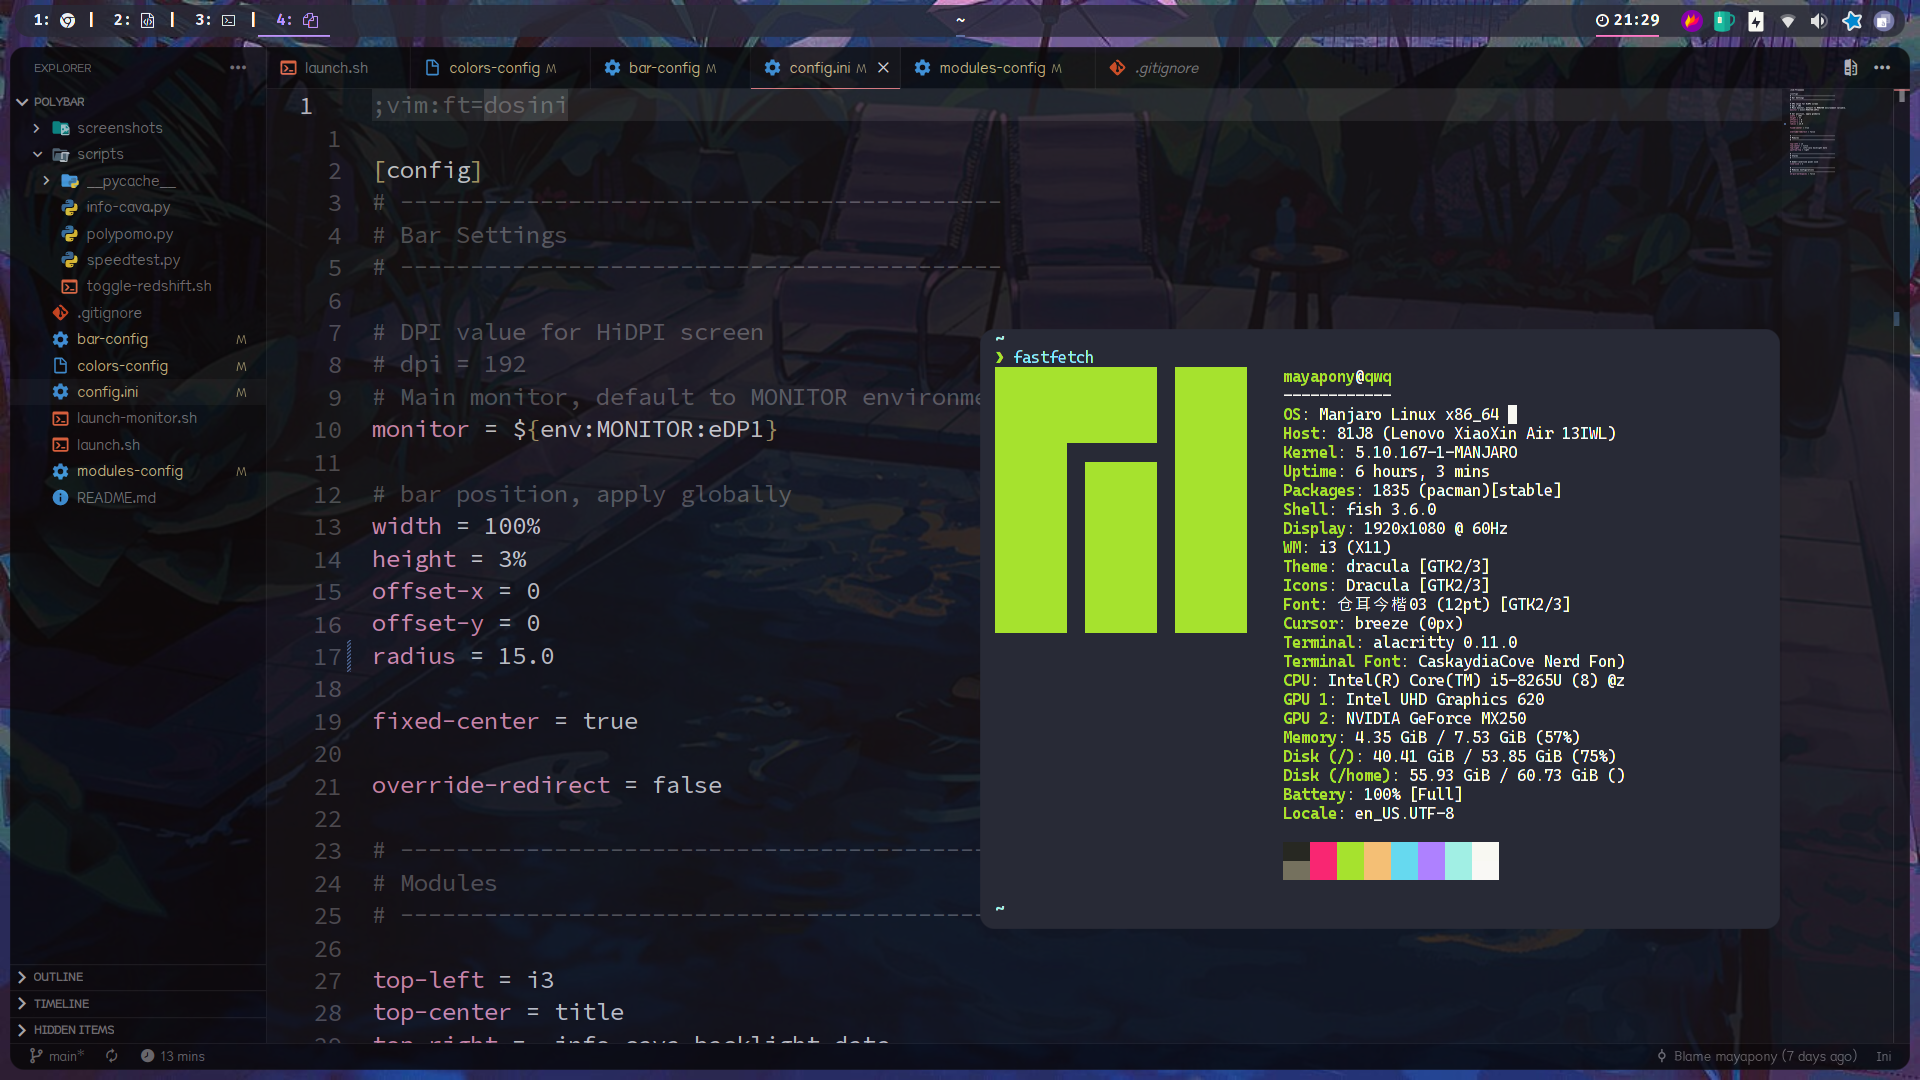 1:
2:
3:
4:
~
21:29
EXPLORER
POLYBAR
screenshots
scripts
__pycache__
info-cava.py
polypomo.py
speedtest.py
toggle-redshift.sh
.gitignore
bar-config M
colors-config M
config.ini M
launch-monitor.sh
launch.sh
modules-config M
README.md
OUTLINE
TIMELINE
HIDDEN ITEMS
launch.sh
colors-config M
bar-config M
config.ini M
modules-config M
.gitignore
1 ;vim:ft=dosini
1
2 [config]
3 # -------------------------------------------
4 # Bar Settings
5 # -------------------------------------------
6
7 # DPI value for HiDPI screen
8 # dpi = 192
9 # Main monitor, default to MONITOR environme
10 monitor = ${env:MONITOR:eDP1}
11
12 # bar position, apply globally
13 width = 100%
14 height = 3%
15 offset-x = 0
16 offset-y = 0
17 radius = 15.0
18
19 fixed-center = true
20
21 override-redirect = false
22
23 # ------------------------------------------
24 # Modules
25 # ------------------------------------------
26
27 top-left = i3
28 top-center = title
~
❯ fastfetch
mayapony@qwq
------------
OS: Manjaro Linux x86_64
Host: 81J8 (Lenovo XiaoXin Air 13IWL)
Kernel: 5.10.167-1-MANJARO
Uptime: 6 hours, 3 mins
Packages: 1835 (pacman)[stable]
Shell: fish 3.6.0
Display: 1920x1080 @ 60Hz
WM: i3 (X11)
Theme: dracula [GTK2/3]
Icons: Dracula [GTK2/3]
Font: 仓耳今楷03 (12pt) [GTK2/3]
Cursor: breeze (0px)
Terminal: alacritty 0.11.0
Terminal Font: CaskaydiaCove Nerd Fon)
CPU: Intel(R) Core(TM) i5-8265U (8) @z
GPU 1: Intel UHD Graphics 620
GPU 2: NVIDIA GeForce MX250
Memory: 4.35 GiB / 7.53 GiB (57%)
Disk (/): 40.41 GiB / 53.85 GiB (75%)
Disk (/home): 55.93 GiB / 60.73 GiB ()
Battery: 100% [Full]
Locale: en_US.UTF-8
~
main*
13 mins
Blame mayapony (7 days ago)
Ini